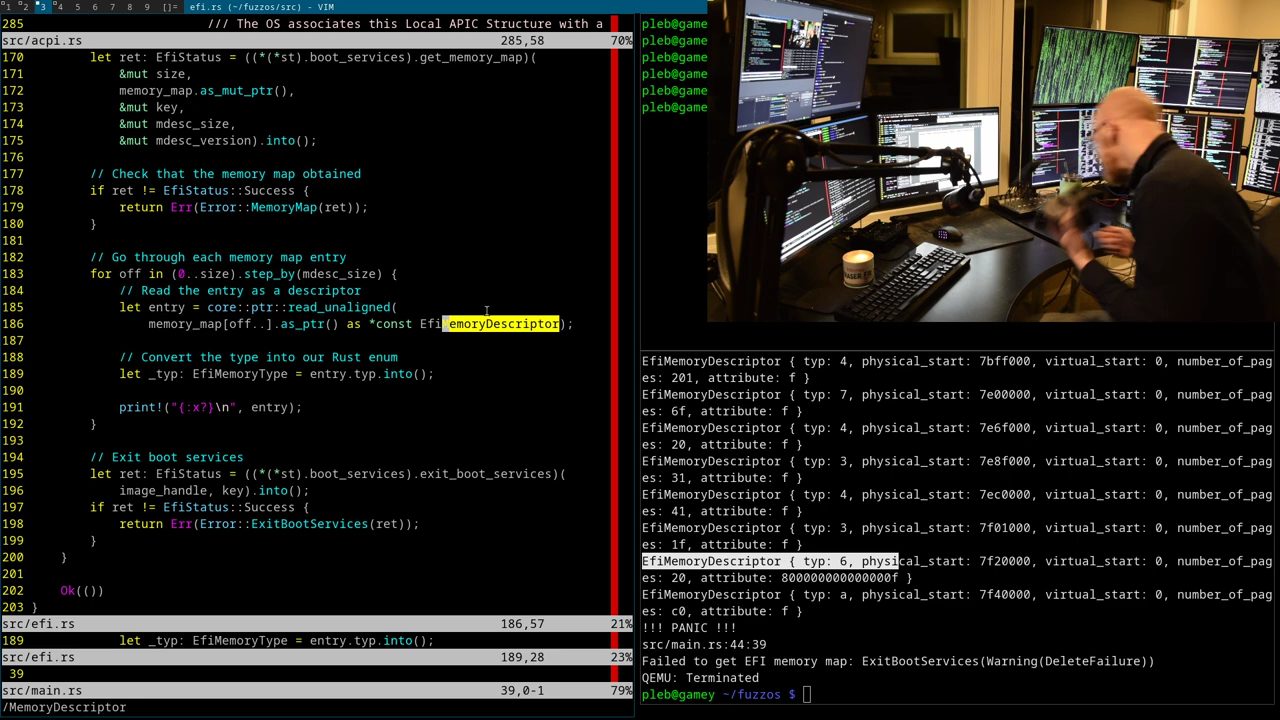 1 2 3 4 5 6 7 8 9 []= efi.rs (~/fuzzos/src) - VIM
285 /// The OS associates this Local APIC Structure with a
src/acpi.rs 285,58 70%
170 let ret: EfiStatus = ((*(*st).boot_services).get_memory_map)(
171 &mut size,
172 memory_map.as_mut_ptr(),
173 &mut key,
174 &mut mdesc_size,
175 &mut mdesc_version).into();
176
177 // Check that the memory map obtained
178 if ret != EfiStatus::Success {
179 return Err(Error::MemoryMap(ret));
180 }
181
182 // Go through each memory map entry
183 for off in (0..size).step_by(mdesc_size) {
184 // Read the entry as a descriptor
185 let entry = core::ptr::read_unaligned(
186 memory_map[off..].as_ptr() as *const EfiMemoryDescriptor);
187
188 // Convert the type into our Rust enum
189 let _typ: EfiMemoryType = entry.typ.into();
190
191 print!("{:x?}\n", entry);
192 }
193
194 // Exit boot services
195 let ret: EfiStatus = ((*(*st).boot_services).exit_boot_services)(
196 image_handle, key).into();
197 if ret != EfiStatus::Success {
198 return Err(Error::ExitBootServices(ret));
199 }
200 }
201
202 Ok(())
203 }
src/efi.rs 186,57 21%
189 let _typ: EfiMemoryType = entry.typ.into();
src/efi.rs 189,28 23%
39
src/main.rs 39,0-1 79%
/MemoryDescriptor
pleb@game
pleb@game
pleb@game
pleb@game
pleb@game
pleb@game
EfiMemoryDescriptor { typ: 4, physical_start: 7bff000, virtual_start: 0, number_of_pag
es: 201, attribute: f }
EfiMemoryDescriptor { typ: 7, physical_start: 7e00000, virtual_start: 0, number_of_pag
es: 6f, attribute: f }
EfiMemoryDescriptor { typ: 4, physical_start: 7e6f000, virtual_start: 0, number_of_pag
es: 20, attribute: f }
EfiMemoryDescriptor { typ: 3, physical_start: 7e8f000, virtual_start: 0, number_of_pag
es: 31, attribute: f }
EfiMemoryDescriptor { typ: 4, physical_start: 7ec0000, virtual_start: 0, number_of_pag
es: 41, attribute: f }
EfiMemoryDescriptor { typ: 3, physical_start: 7f01000, virtual_start: 0, number_of_pag
es: 1f, attribute: f }
EfiMemoryDescriptor { typ: 6, physical_start: 7f20000, virtual_start: 0, number_of_pag
es: 20, attribute: 800000000000000f }
EfiMemoryDescriptor { typ: a, physical_start: 7f40000, virtual_start: 0, number_of_pag
es: c0, attribute: f }
!!! PANIC !!!
src/main.rs:44:39
Failed to get EFI memory map: ExitBootServices(Warning(DeleteFailure))
QEMU: Terminated
pleb@gamey ~/fuzzos $